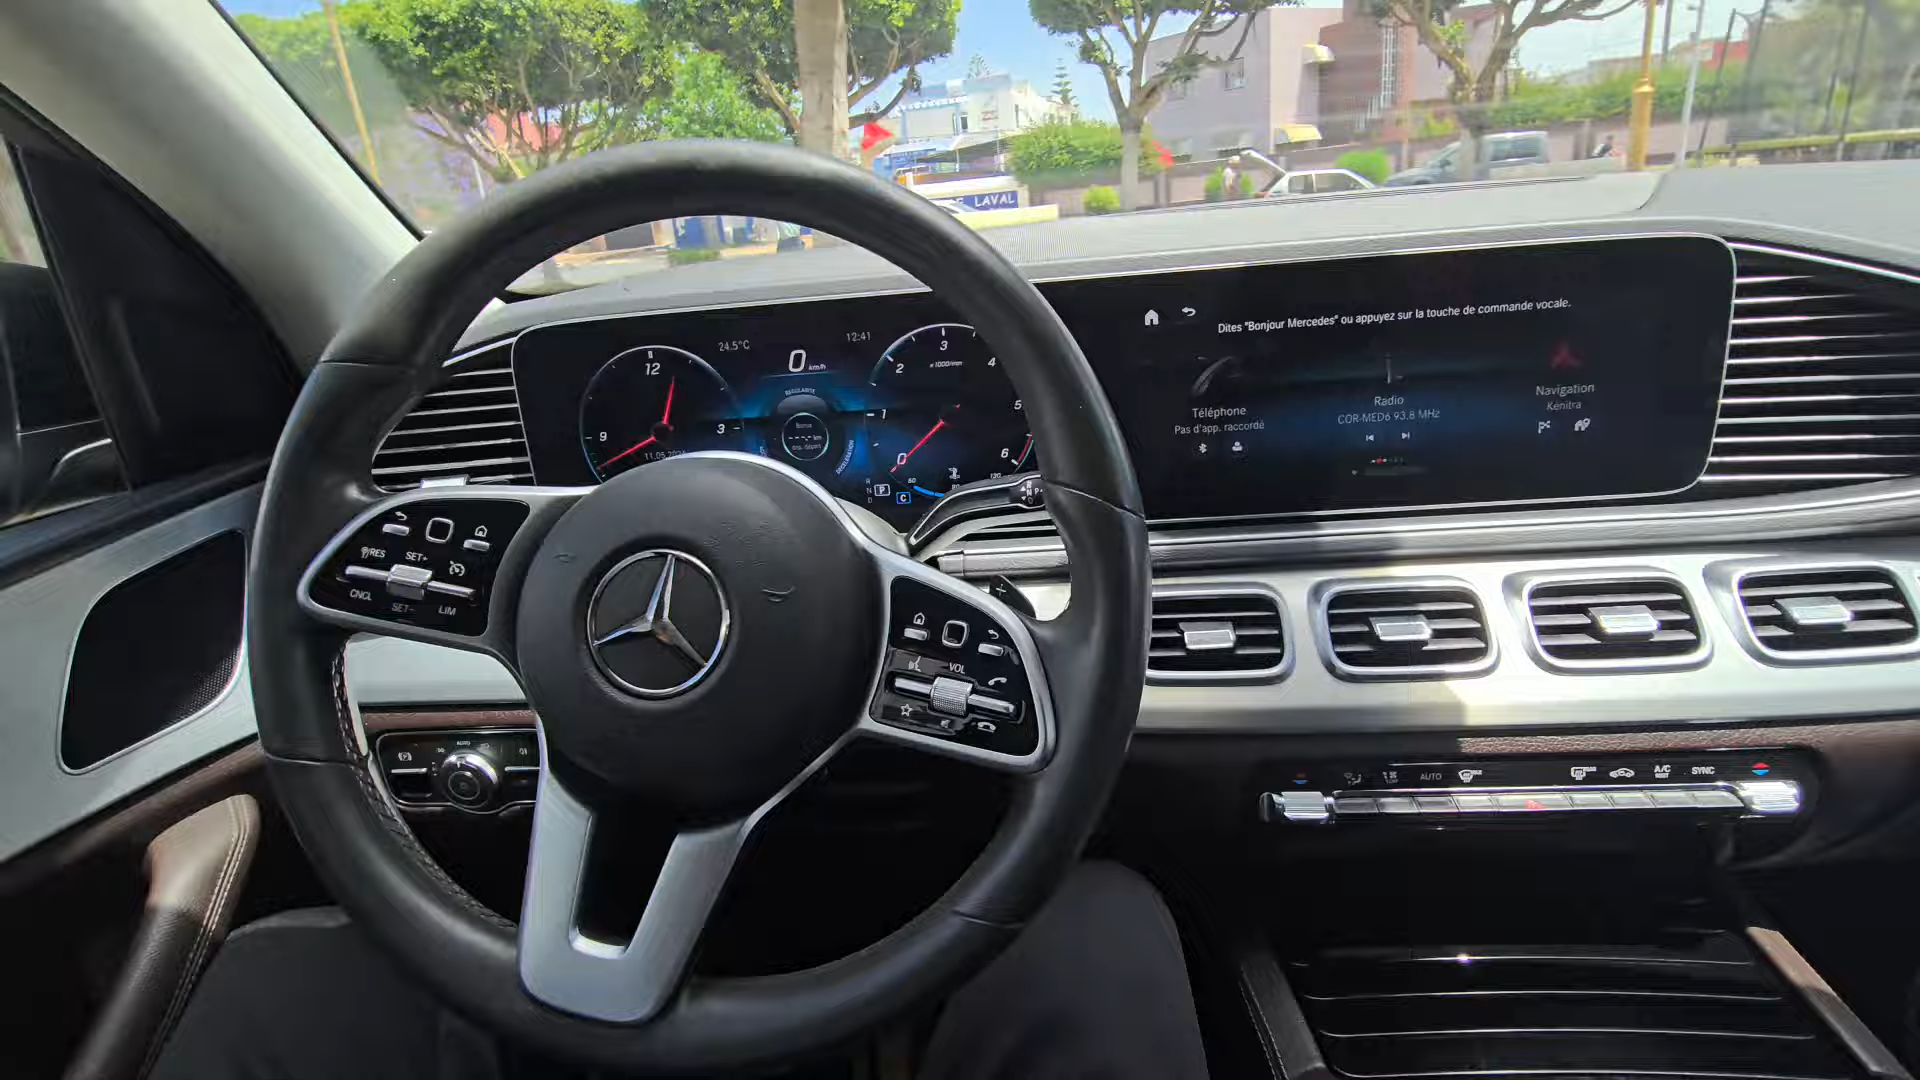 LAVAL
24.5°C
12:41
0 km/h
12
3
9
3
2
x1000/min
4
1
5
0
6
R
N
D
P
C
Dites "Bonjour Mercedes" ou appuyez sur la touche de commande vocale.
Téléphone
Pas d'app. raccordé
Radio
COR-MED6 93.8 MHz
Navigation
Kénitra
RES
SET+
CNCL
SET-
LIM
VOL
AUTO
AUTO
A/C
SYNC